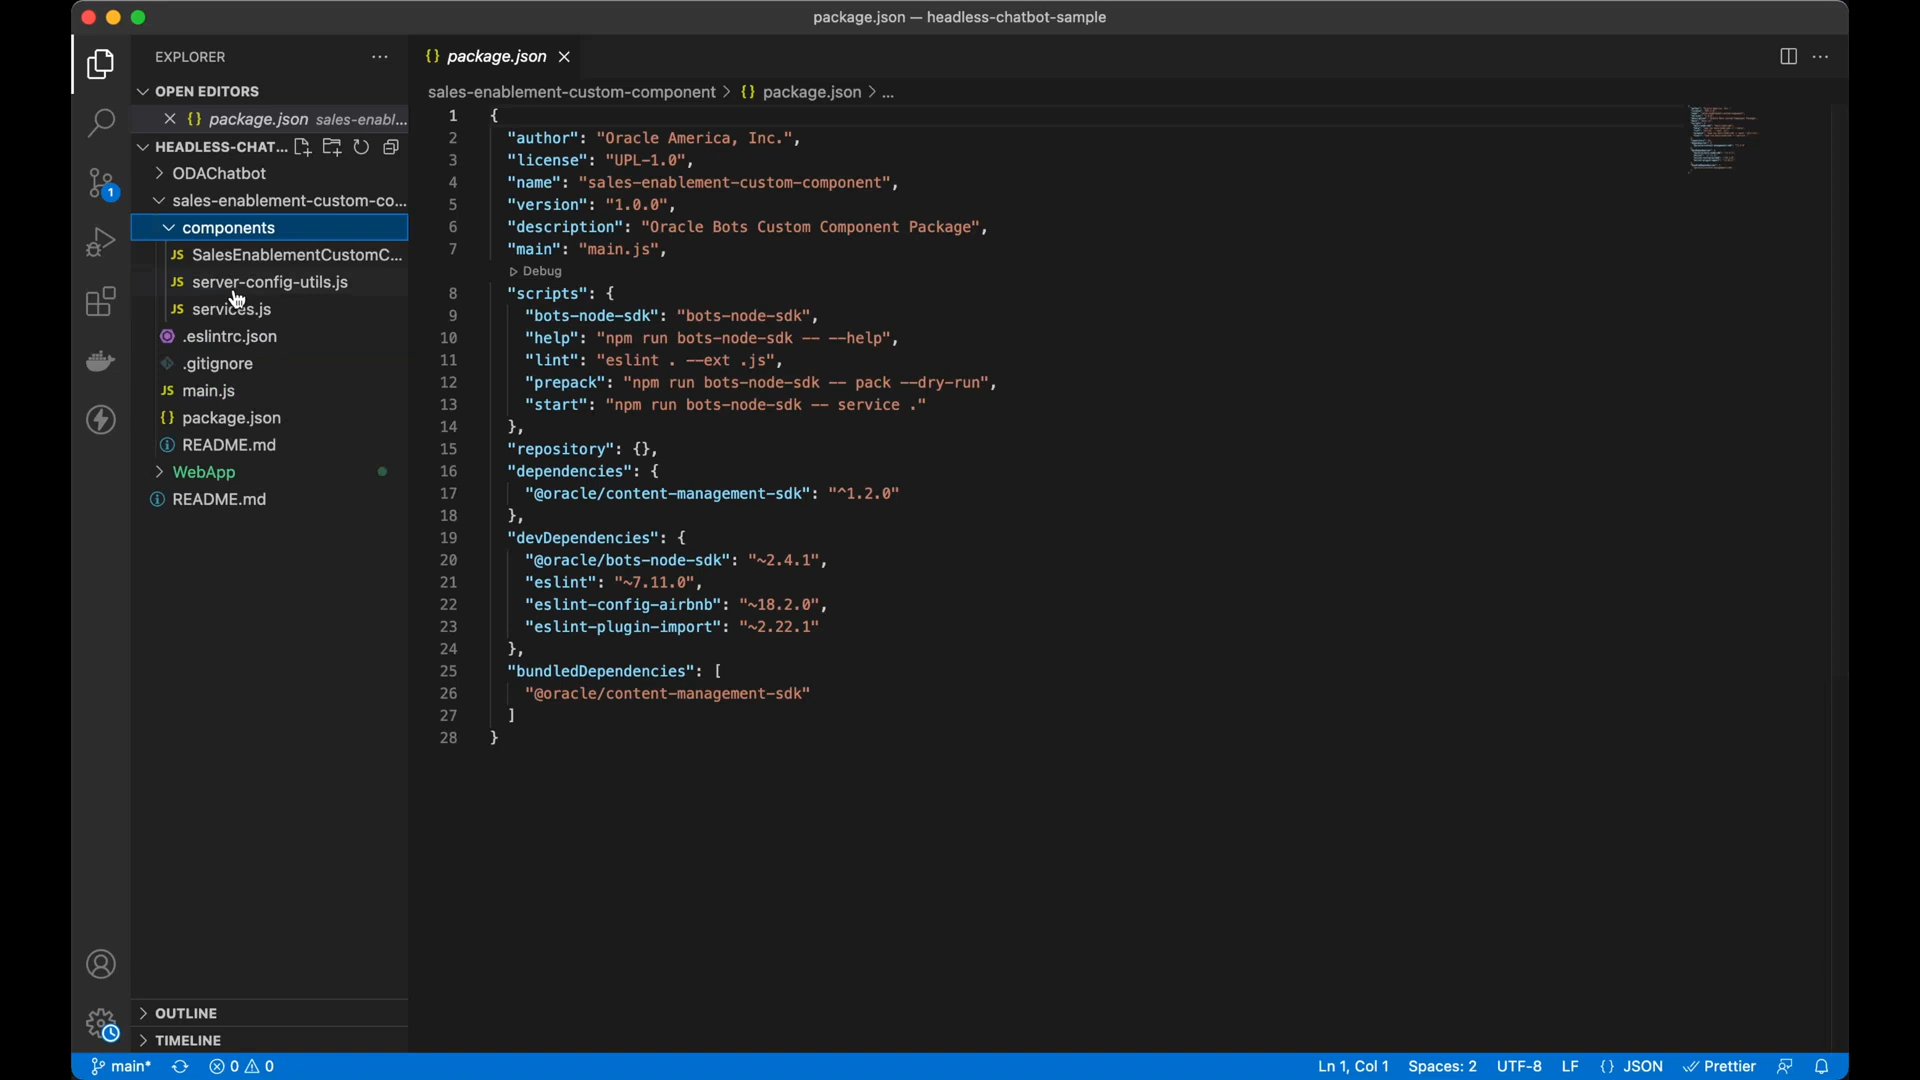 package.json — headless-chatbot-sample
EXPLORER
OPEN EDITORS
package.json sales-enabl...
HEADLESS-CHAT...
ODAChatbot
sales-enablement-custom-co...
components
JS SalesEnablementCustomC...
JS server-config-utils.js
JS services.js
.eslintrc.json
.gitignore
JS main.js
{} package.json
README.md
WebApp
README.md
OUTLINE
TIMELINE
1
{} package.json
sales-enablement-custom-component > {} package.json > ...
1 {
2 "author": "Oracle America, Inc.",
3 "license": "UPL-1.0",
4 "name": "sales-enablement-custom-component",
5 "version": "1.0.0",
6 "description": "Oracle Bots Custom Component Package",
7 "main": "main.js",
Debug
8 "scripts": {
9 "bots-node-sdk": "bots-node-sdk",
10 "help": "npm run bots-node-sdk -- --help",
11 "lint": "eslint . --ext .js",
12 "prepack": "npm run bots-node-sdk -- pack --dry-run",
13 "start": "npm run bots-node-sdk -- service ."
14 },
15 "repository": {},
16 "dependencies": {
17 "@oracle/content-management-sdk": "^1.2.0"
18 },
19 "devDependencies": {
20 "@oracle/bots-node-sdk": "~2.4.1",
21 "eslint": "~7.11.0",
22 "eslint-config-airbnb": "~18.2.0",
23 "eslint-plugin-import": "~2.22.1"
24 },
25 "bundledDependencies": [
26 "@oracle/content-management-sdk"
27 ]
28 }
main* 0 0 Ln 1, Col 1 Spaces: 2 UTF-8 LF {} JSON Prettier